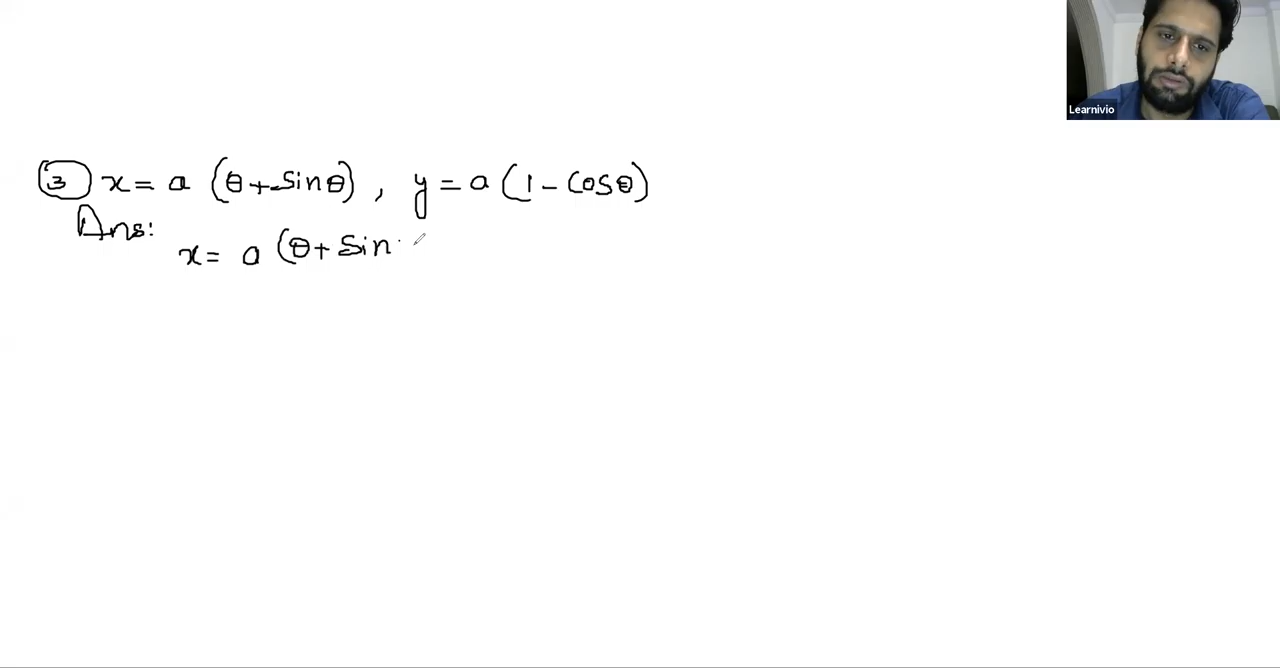 Learnivio
③ x = a (θ + sinθ), y = a (1 - cosθ)
Ans:
x = a (θ + sin